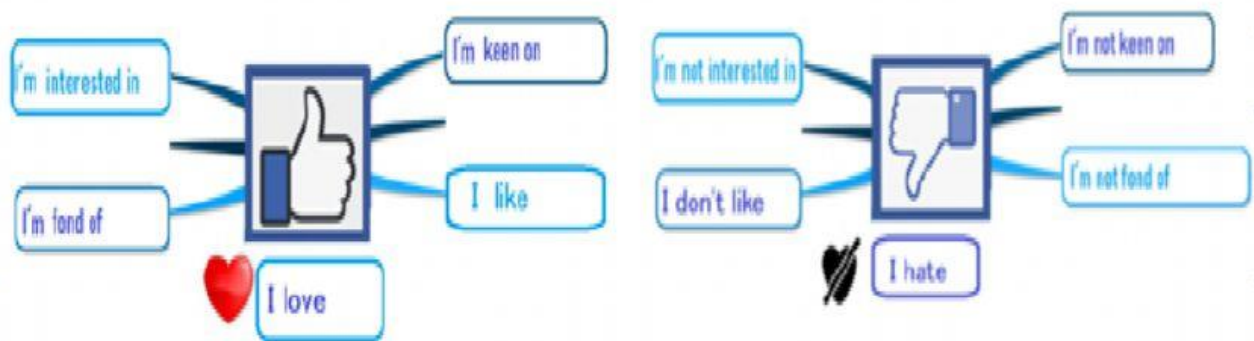 I'm interested in
I'm keen on
I'm fond of
I like
I love
I'm not interested in
I'm not keen on
I don't like
I'm not fond of
I hate